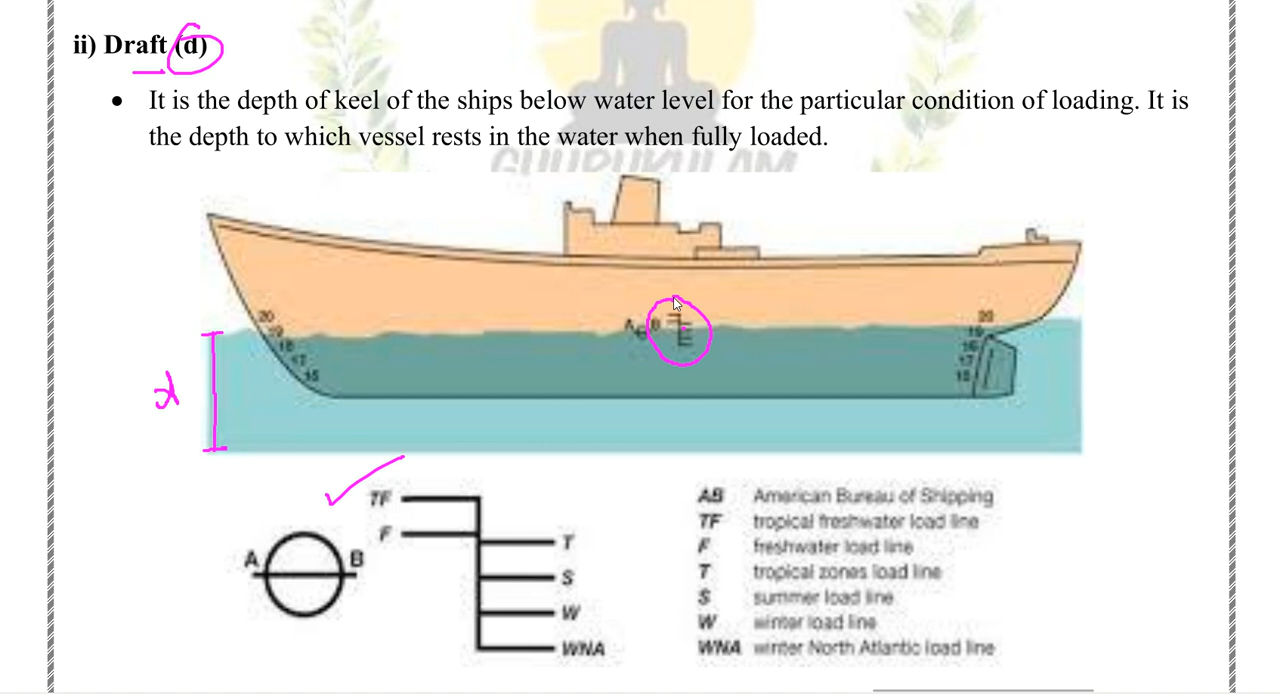 ii) Draft (d)
• It is the depth of keel of the ships below water level for the particular condition of loading. It is
the depth to which vessel rests in the water when fully loaded.
GUURUKULAM
A B
20 20
19 19
18 18
17 17
d
TF
F
A B
T
S
W
WNA
AB American Bureau of Shipping
TF tropical freshwater load line
F freshwater load line
T tropical zones load line
S summer load line
W winter load line
WNA winter North Atlantic load line